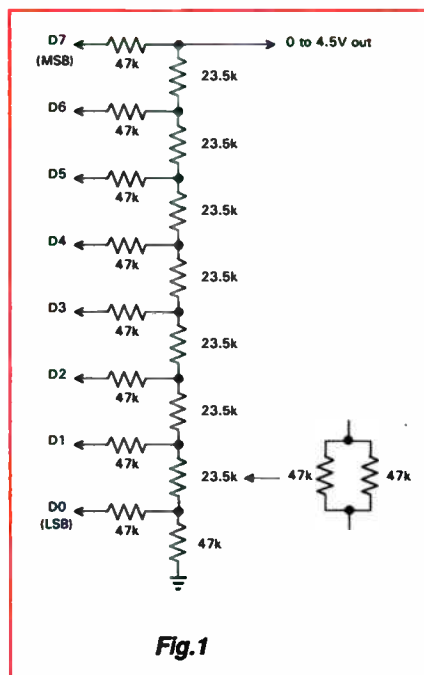 D7 0 to 4.5V out
(MSB) 47k
23.5k
D6
47k
23.5k
D5
47k
23.5k
D4
47k
23.5k
D3
47k
23.5k
D2
47k
23.5k
D1
47k
23.5k 47k 47k
D0
(LSB) 47k
47k
Fig.1